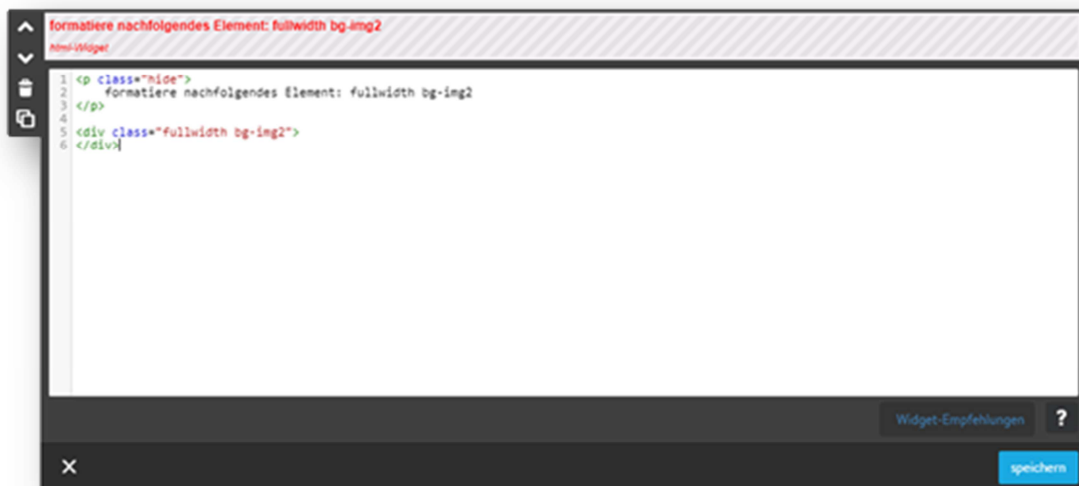 formatiere nachfolgendes Element: fullwidth bg-img2
html-Widget
1 <p class="hide">
2 formatiere nachfolgendes Element: fullwidth bg-img2
3 </p>
4
5 <div class="fullwidth bg-img2">
6 </div>
Widget-Empfehlungen ?
speichern